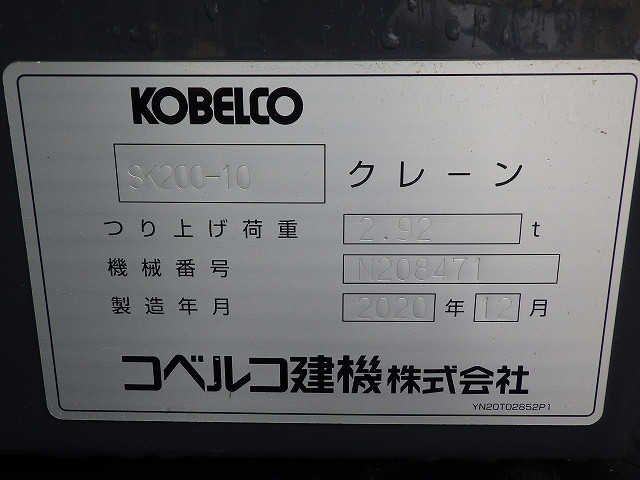 KOBELCO
SK200-10 クレーン
つり上げ荷重 2.92 t
機械番号 N208471
製造年月 2020 年 12 月
コベルコ建機株式会社
YN20T02852P1